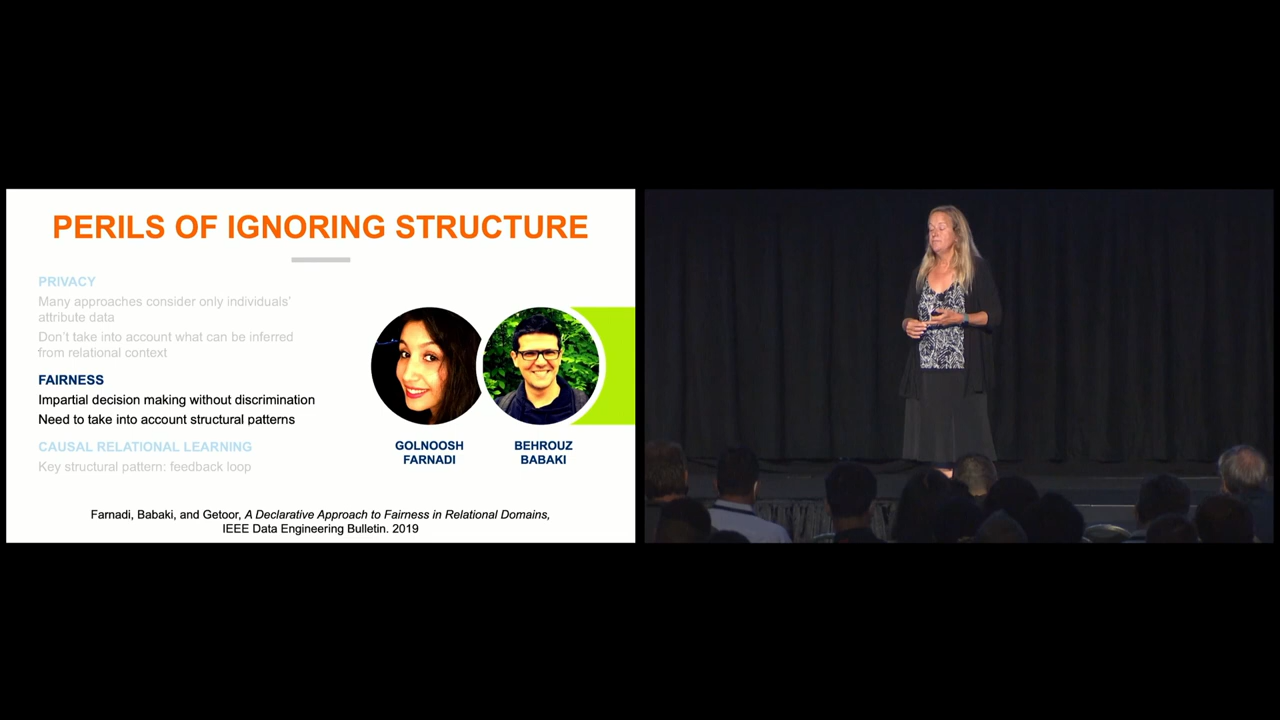 PERILS OF IGNORING STRUCTURE
PRIVACY
Many approaches consider only individuals'
attribute data
Don't take into account what can be inferred
from relational context
FAIRNESS
Impartial decision making without discrimination
Need to take into account structural patterns
CAUSAL RELATIONAL LEARNING
Key structural pattern: feedback loop
GOLNOOSH
FARNADI
BEHROUZ
BABAKI
Farnadi, Babaki, and Getoor, A Declarative Approach to Fairness in Relational Domains,
IEEE Data Engineering Bulletin. 2019